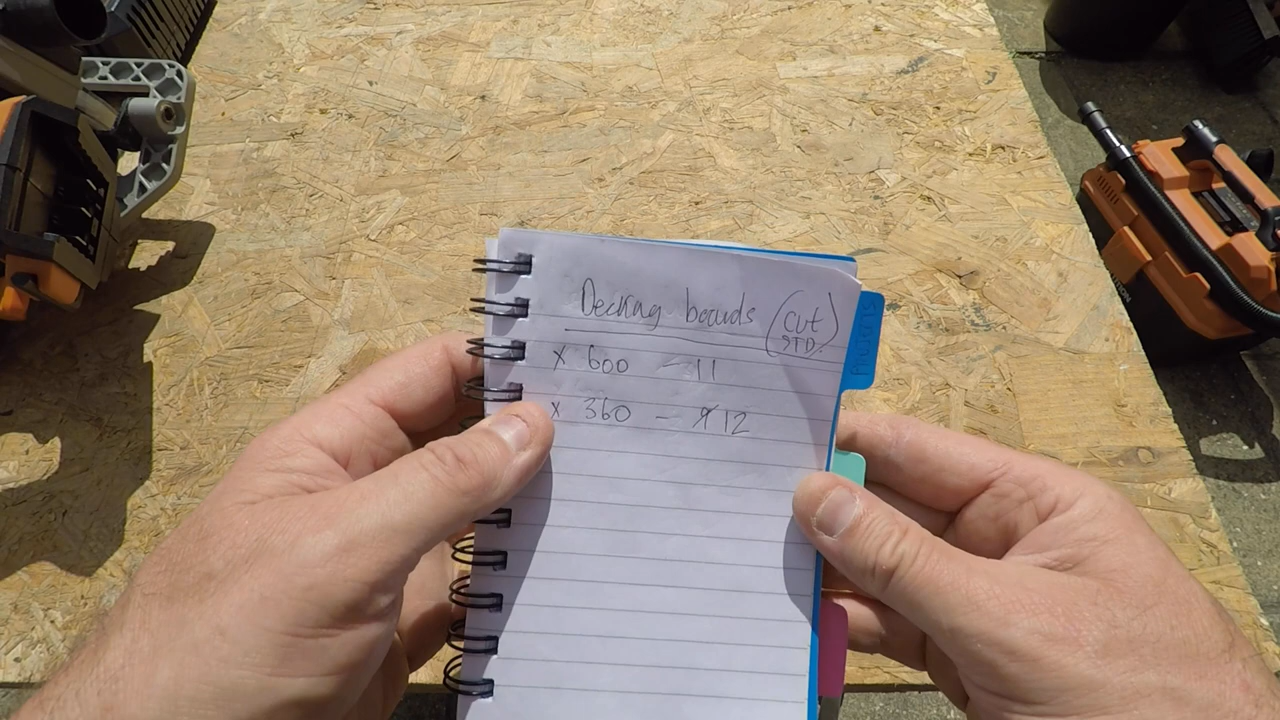 Decking boards (cut STD.)
x 600 - 11
x 360 - 12